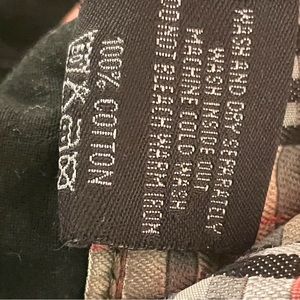 WASH AND DRY SEPARATELY
WASH INSIDE OUT
MACHINE COLD WASH
DO NOT BLEACH WARM IRON
100% COTTON